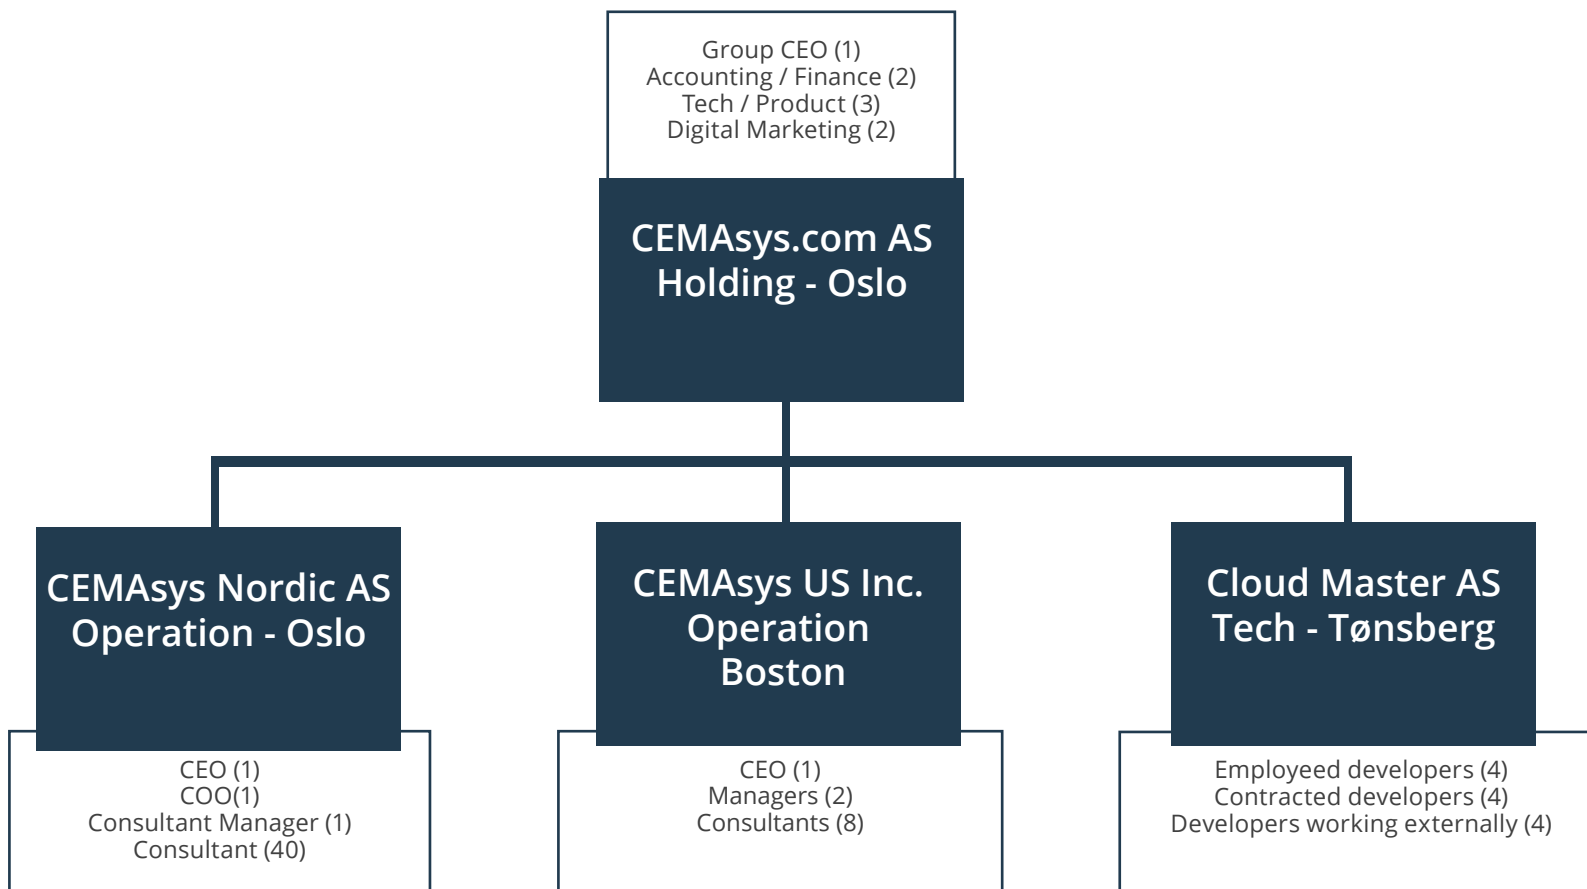 Group CEO (1)
Accounting / Finance (2)
Tech / Product (3)
Digital Marketing (2)
CEMAsys.com AS
Holding - Oslo
CEMAsys Nordic AS
Operation - Oslo
CEO (1)
COO(1)
Consultant Manager (1)
Consultant (40)
CEMAsys US Inc.
Operation
Boston
CEO (1)
Managers (2)
Consultants (8)
Cloud Master AS
Tech - Tønsberg
Employeed developers (4)
Contracted developers (4)
Developers working externally (4)